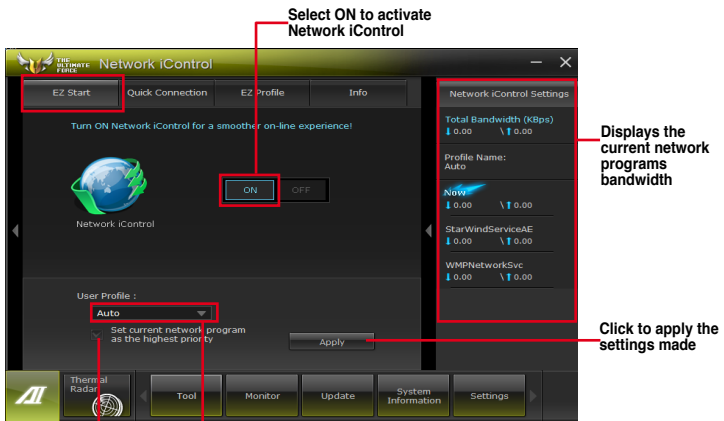 Select ON to activate
Network iControl
THE
ULTIMATE
FORCE
Network iControl
EZ Start
Quick Connection
EZ Profile
Info
Network iControl Settings
Turn ON Network iControl for a smoother on-line experience!
Total Bandwidth (KBps)
0.00 \ 0.00
Profile Name:
Auto
Displays the
current network
programs
bandwidth
ON
OFF
Now
0.00 \ 0.00
Network iControl
StarWindServiceAE
0.00 \ 0.00
WMPNetworkSvc
0.00 \ 0.00
User Profile :
Auto
Set current network program
as the highest priority
Apply
Click to apply the
settings made
AI
Thermal
Radar
Tool
Monitor
Update
System
Information
Settings